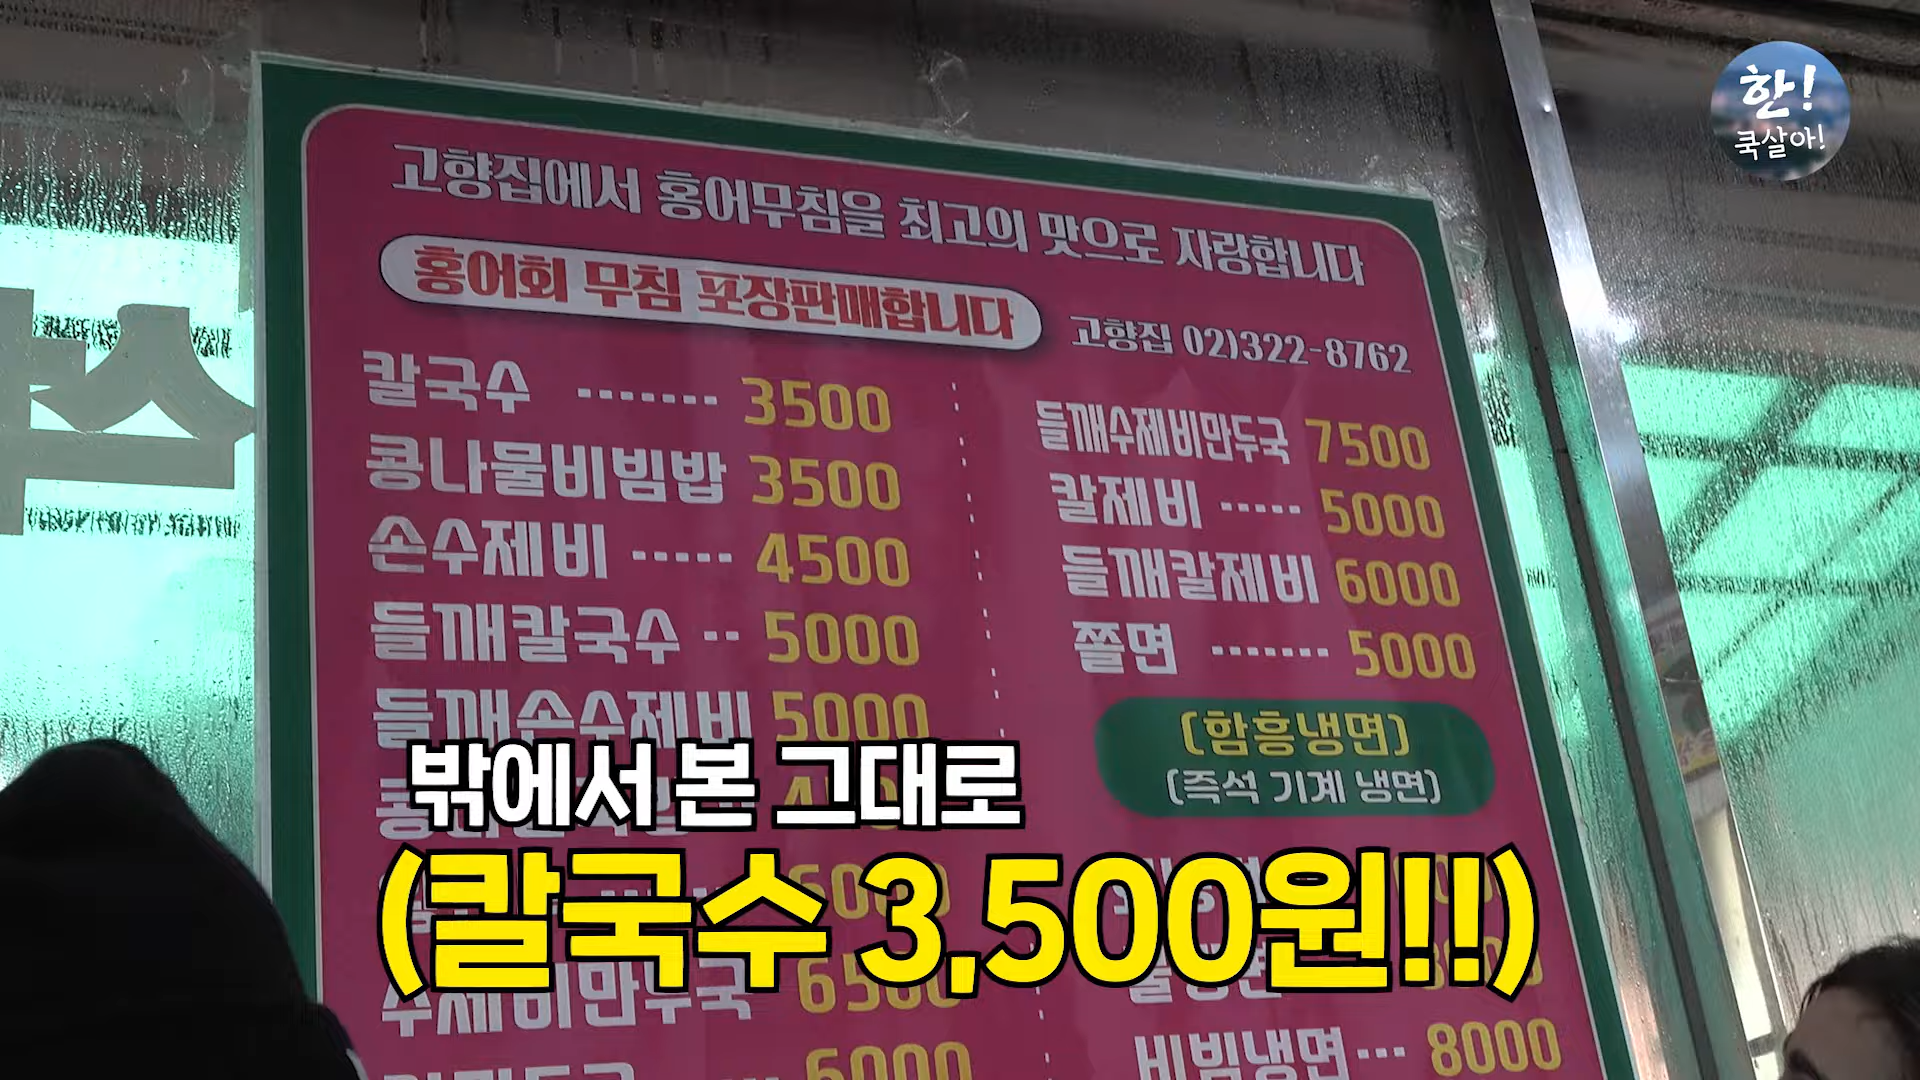 한!
쿡살아!
고향집에서 홍어무침을 최고의 맛으로 자랑합니다
홍어회 무침 포장판매합니다
고향집 02)322-8762
칼국수 ······· 3500
콩나물비빔밥 3500
손수제비 ····· 4500
들깨칼국수 ·· 5000
들깨손수제비 5000
수제비만두국 6500
6000
들깨수제비만두국 7500
칼제비 ····· 5000
들깨칼제비 6000
쫄면 ······· 5000
(함흥냉면)
(즉석 기계 냉면)
비빔냉면··· 8000
밖에서 본 그대로
(칼국수 3,500원!!)